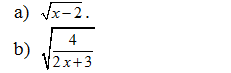 a) √x−2.
b) √(4/(2x+3))